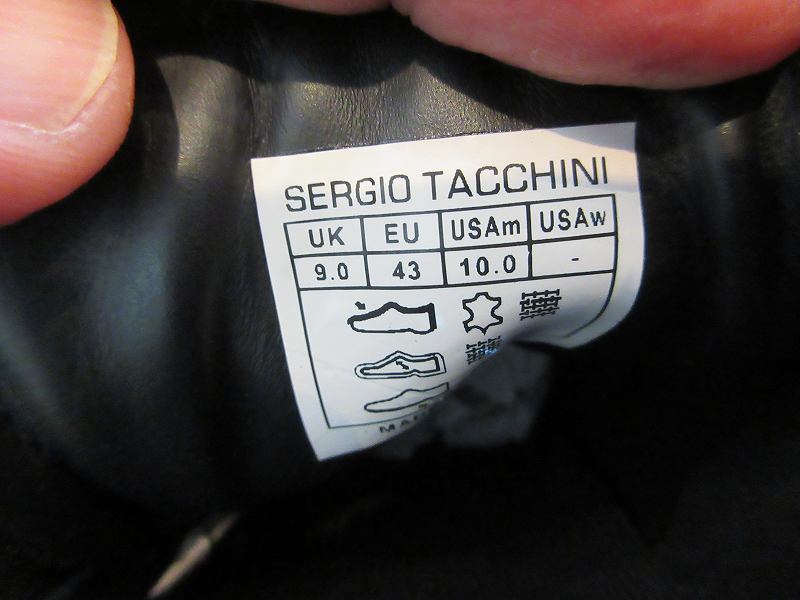 SERGIO TACCHINI
UK EU USAm USAw
9.0 43 10.0 -